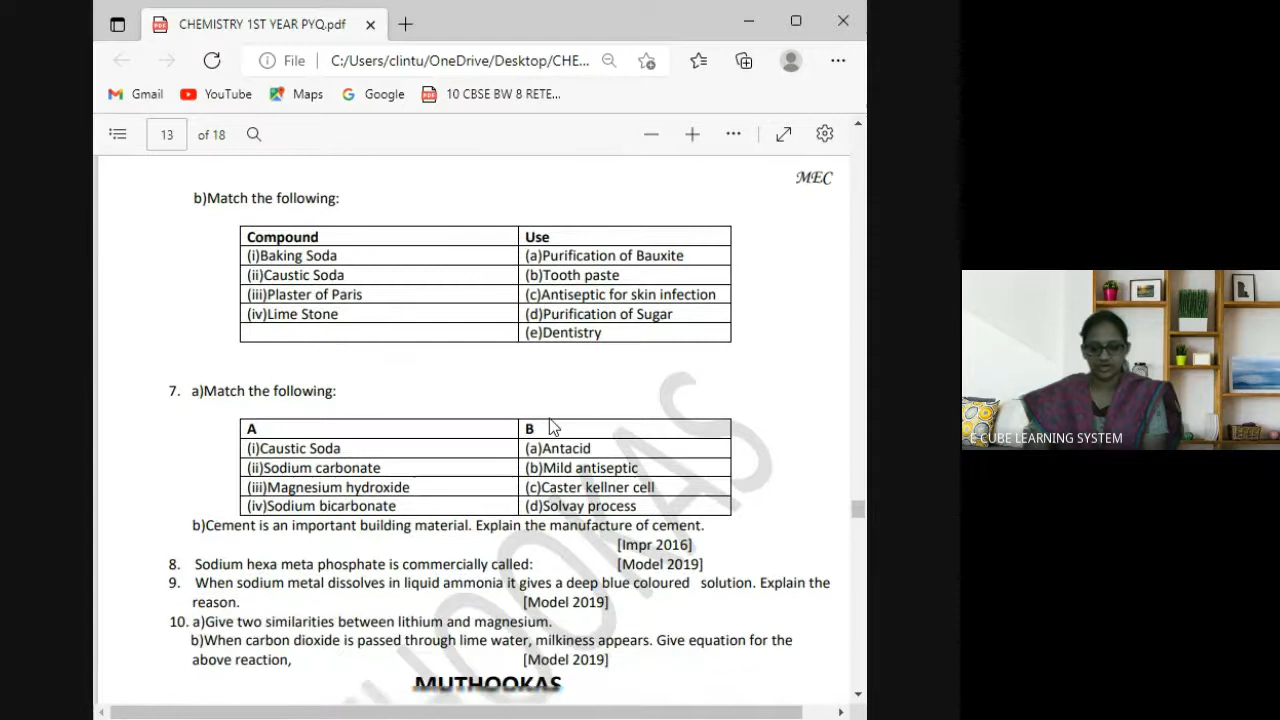 CHEMISTRY 1ST YEAR PYQ.pdf
File C:/Users/clintu/OneDrive/Desktop/CHE...
Gmail YouTube Maps Google 10 CBSE BW 8 RETE...
13 of 18
MEC
b)Match the following:
Compound Use
(i)Baking Soda (a)Purification of Bauxite
(ii)Caustic Soda (b)Tooth paste
(iii)Plaster of Paris (c)Antiseptic for skin infection
(iv)Lime Stone (d)Purification of Sugar
(e)Dentistry
7. a)Match the following:
A B
(i)Caustic Soda (a)Antacid
(ii)Sodium carbonate (b)Mild antiseptic
(iii)Magnesium hydroxide (c)Caster kellner cell
(iv)Sodium bicarbonate (d)Solvay process
b)Cement is an important building material. Explain the manufacture of cement.
[Impr 2016]
8. Sodium hexa meta phosphate is commercially called: [Model 2019]
9. When sodium metal dissolves in liquid ammonia it gives a deep blue coloured solution. Explain the
reason. [Model 2019]
10. a)Give two similarities between lithium and magnesium.
b)When carbon dioxide is passed through lime water, milkiness appears. Give equation for the
above reaction, [Model 2019]
MUTHOOKAS
E CUBE LEARNING SYSTEM